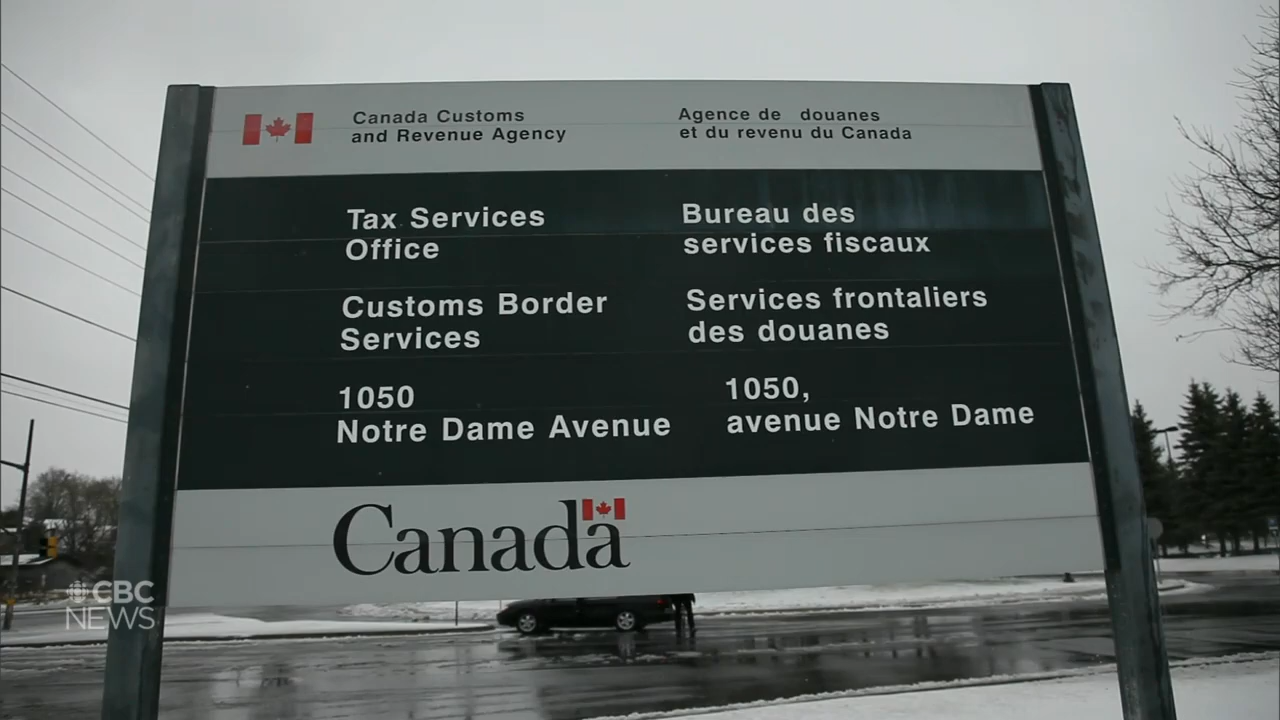 Canada Customs
and Revenue Agency
Agence de douanes
et du revenu du Canada
Tax Services
Office
Bureau des
services fiscaux
Customs Border
Services
Services frontaliers
des douanes
1050
Notre Dame Avenue
1050,
avenue Notre Dame
Canada
CBC
NEWS